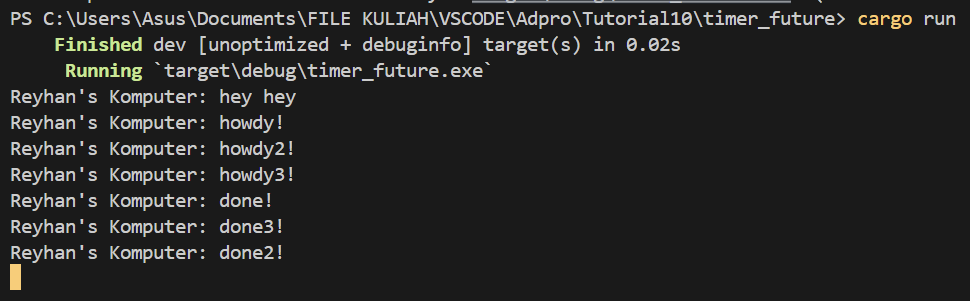 PS C:\Users\Asus\Documents\FILE KULIAH\VSCODE\Adpro\Tutorial10\timer_future> cargo run
Finished dev [unoptimized + debuginfo] target(s) in 0.02s
Running `target\debug\timer_future.exe`
Reyhan's Komputer: hey hey
Reyhan's Komputer: howdy!
Reyhan's Komputer: howdy2!
Reyhan's Komputer: howdy3!
Reyhan's Komputer: done!
Reyhan's Komputer: done3!
Reyhan's Komputer: done2!